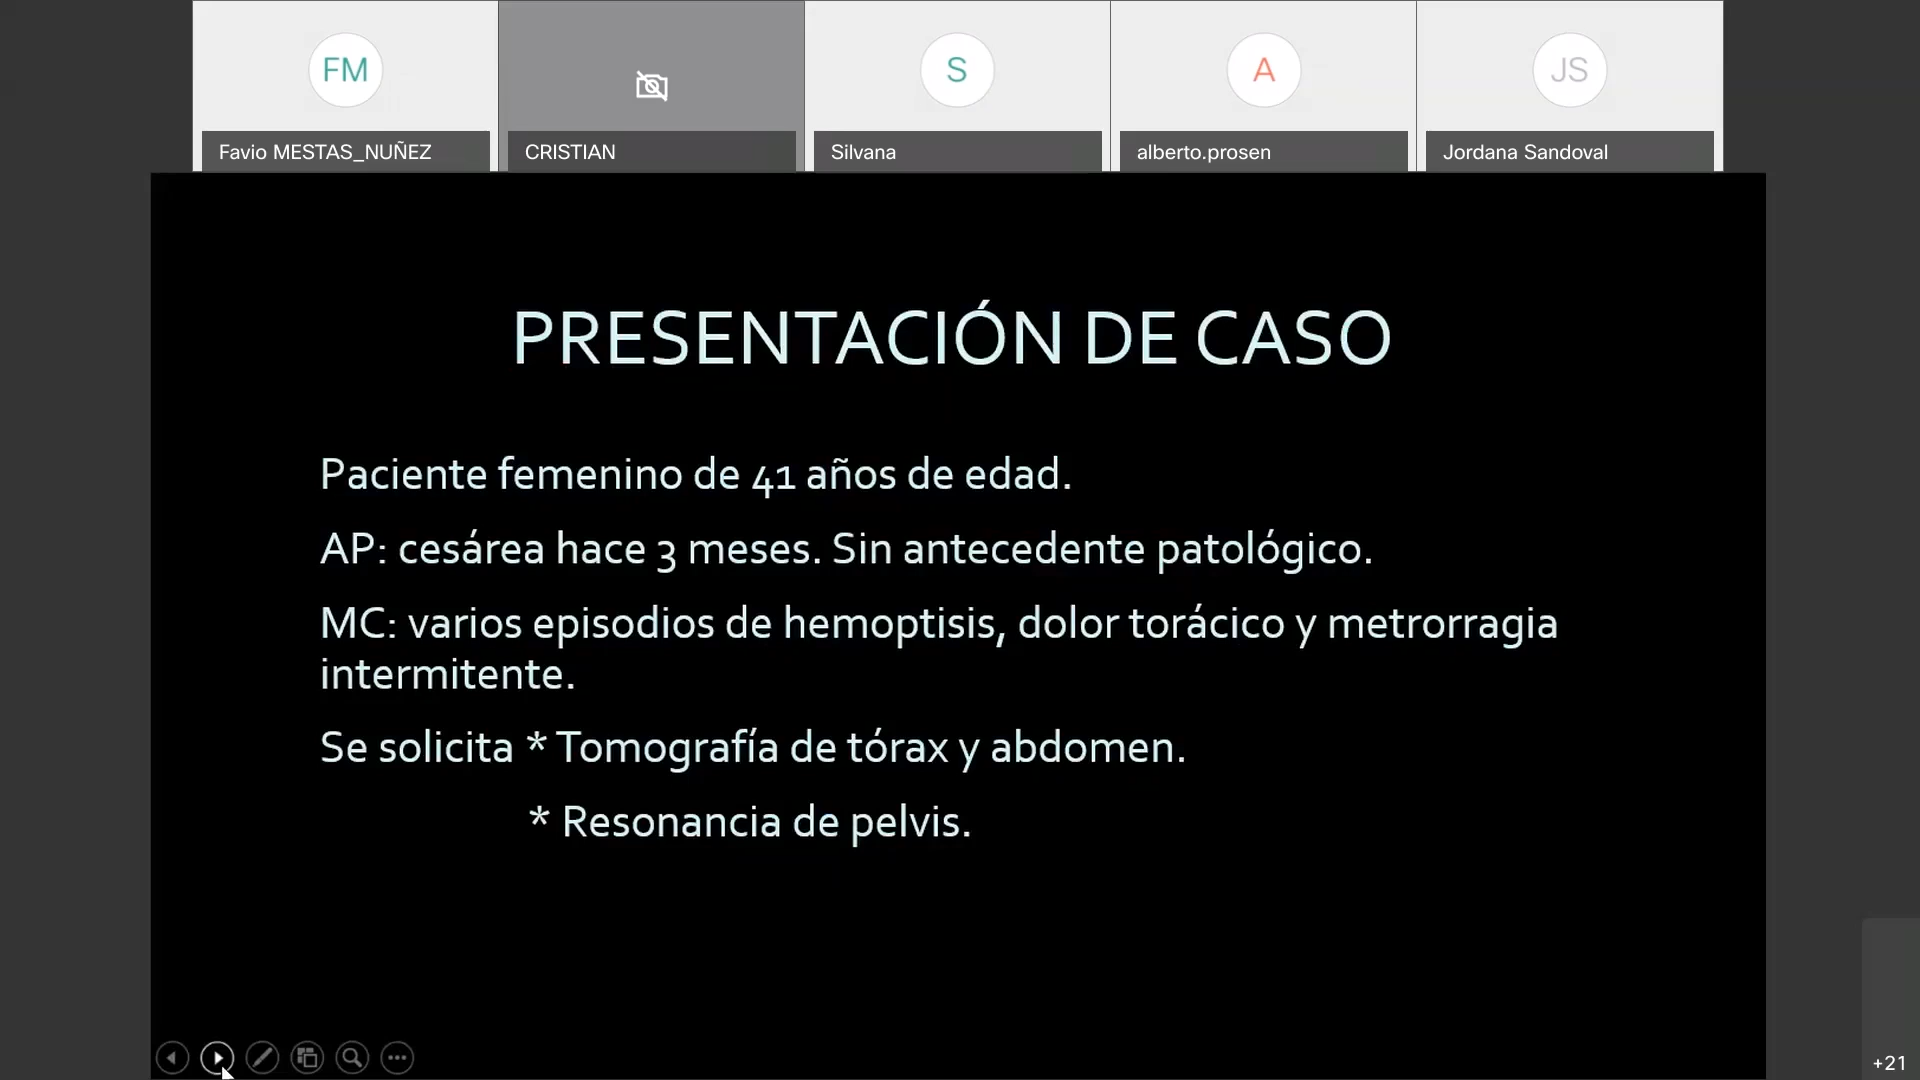 FM
S
A
JS
Favio MESTAS_NUÑEZ
CRISTIAN
Silvana
alberto.prosen
Jordana Sandoval
PRESENTACIÓN DE CASO
Paciente femenino de 41 años de edad.
AP: cesárea hace 3 meses. Sin antecedente patológico.
MC: varios episodios de hemoptisis, dolor torácico y metrorragia
intermitente.
Se solicita * Tomografía de tórax y abdomen.
* Resonancia de pelvis.
+21